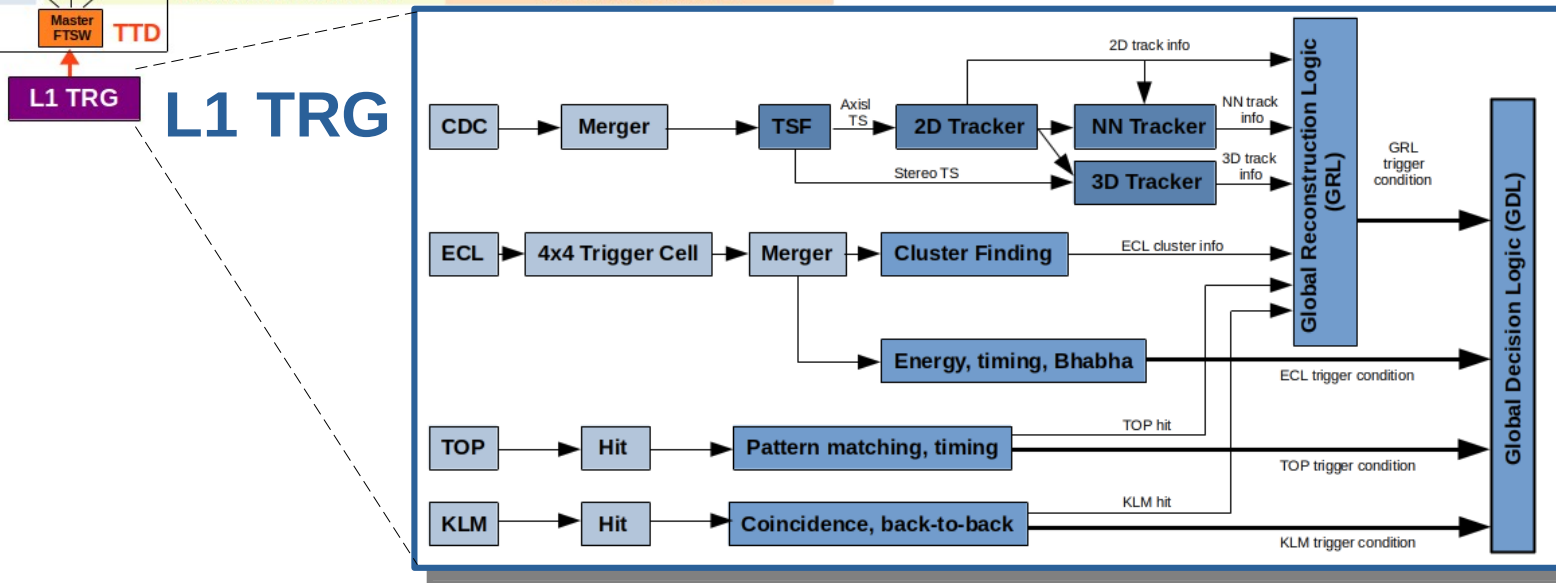 Master
FTSW
TTD
L1 TRG
L1 TRG
2D track info
CDC
Merger
TSF
Axisl
TS
2D Tracker
NN Tracker
NN track
info
Stereo TS
3D Tracker
3D track
info
Global Reconstruction Logic
(GRL)
GRL
trigger
condition
Global Decision Logic (GDL)
ECL
4x4 Trigger Cell
Merger
Cluster Finding
ECL cluster info
Energy, timing, Bhabha
ECL trigger condition
TOP
Hit
Pattern matching, timing
TOP hit
TOP trigger condition
KLM
Hit
Coincidence, back-to-back
KLM hit
KLM trigger condition